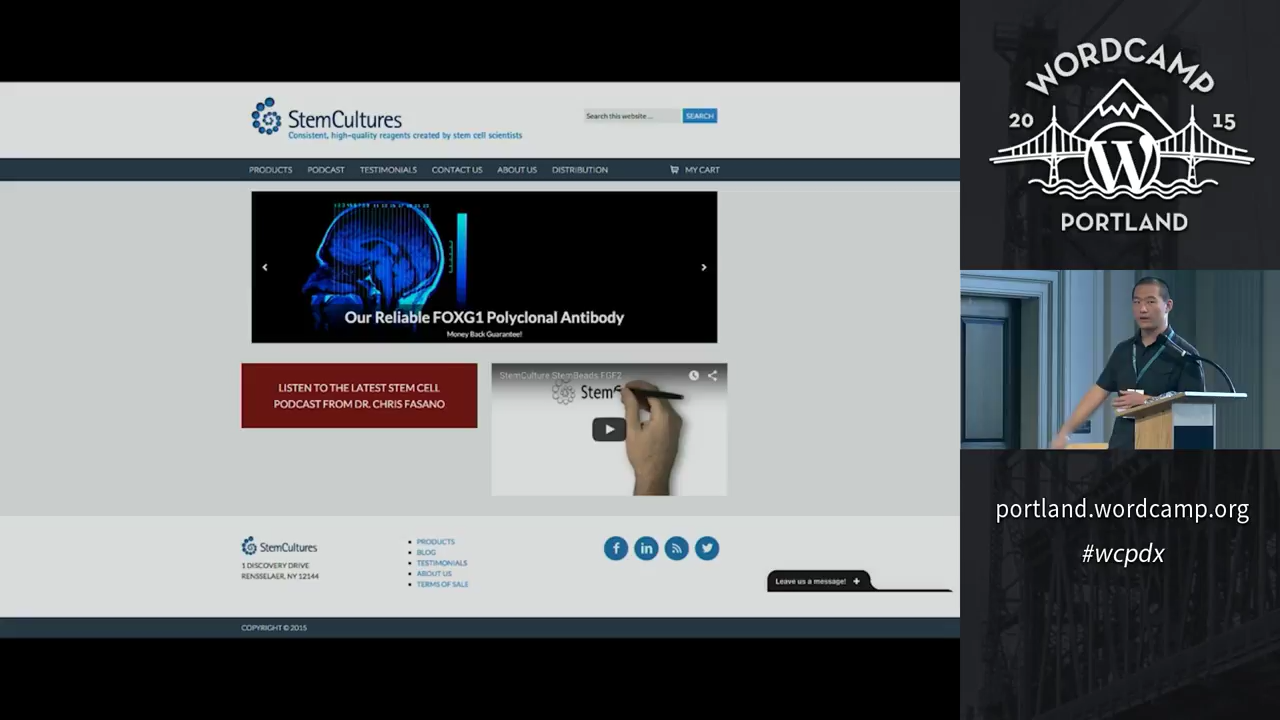 StemCultures
Consistent, high-quality reagents created by stem cell scientists
Search this website ...
SEARCH
PRODUCTS
PODCAST
TESTIMONIALS
CONTACT US
ABOUT US
DISTRIBUTION
MY CART
Our Reliable FOXG1 Polyclonal Antibody
Money Back Guarantee!
LISTEN TO THE LATEST STEM CELL
PODCAST FROM DR. CHRIS FASANO
StemCulture StemBeads FGF2
Stem
StemCultures
1 DISCOVERY DRIVE
RENSSELAER, NY 12144
PRODUCTS
BLOG
TESTIMONIALS
ABOUT US
TERMS OF SALE
Leave us a message!
COPYRIGHT © 2015
WORDCAMP
2015
PORTLAND
portland.wordcamp.org
#wcpdx